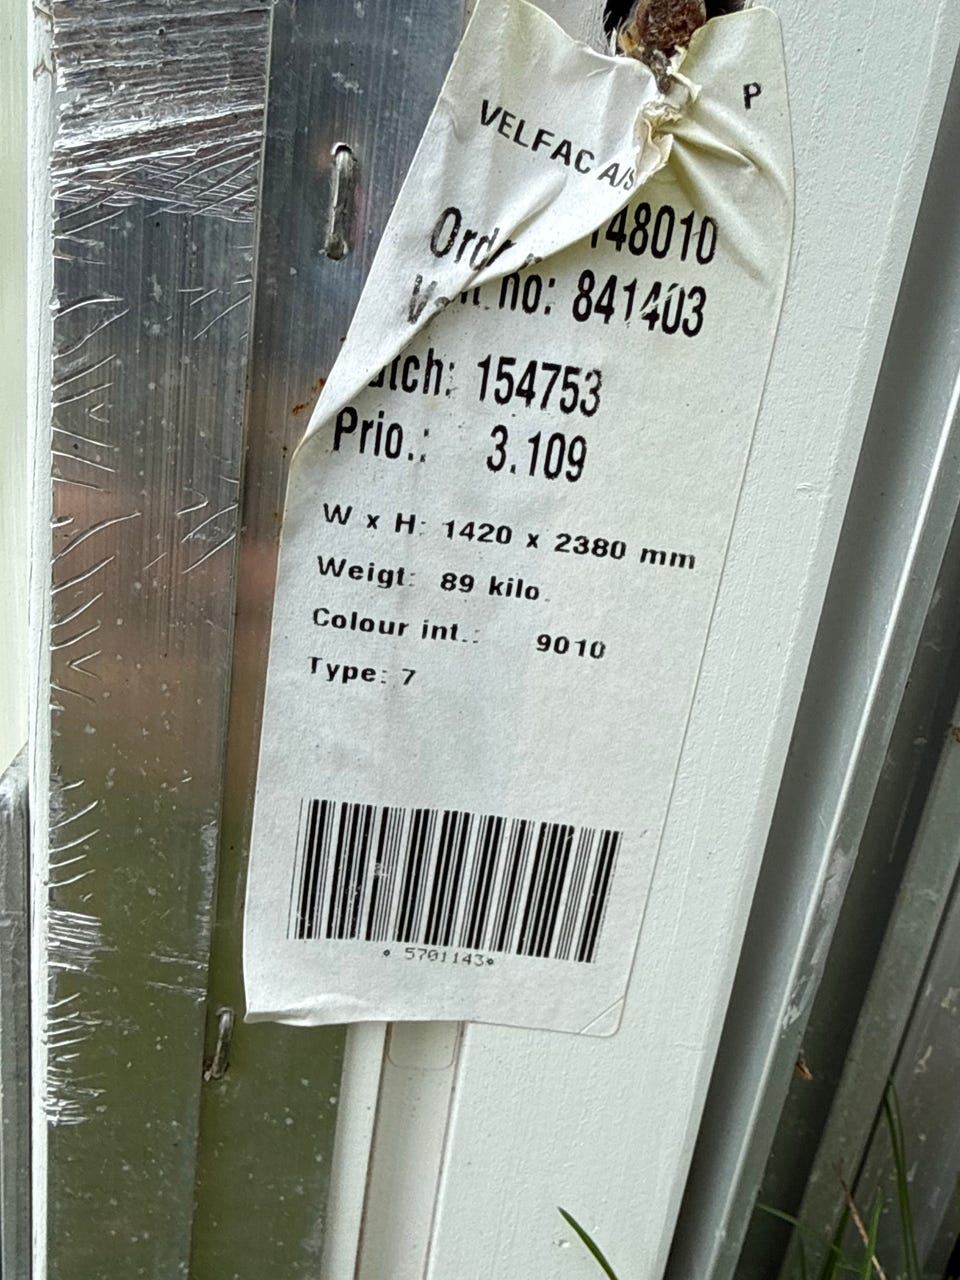 P
VELFAC A/S
148010
no: 841403
Batch: 154753
Prio.: 3.109
W x H: 1420 x 2380 mm
Weigt: 89 kilo
Colour int.: 9010
Type: 7
* 5701143*